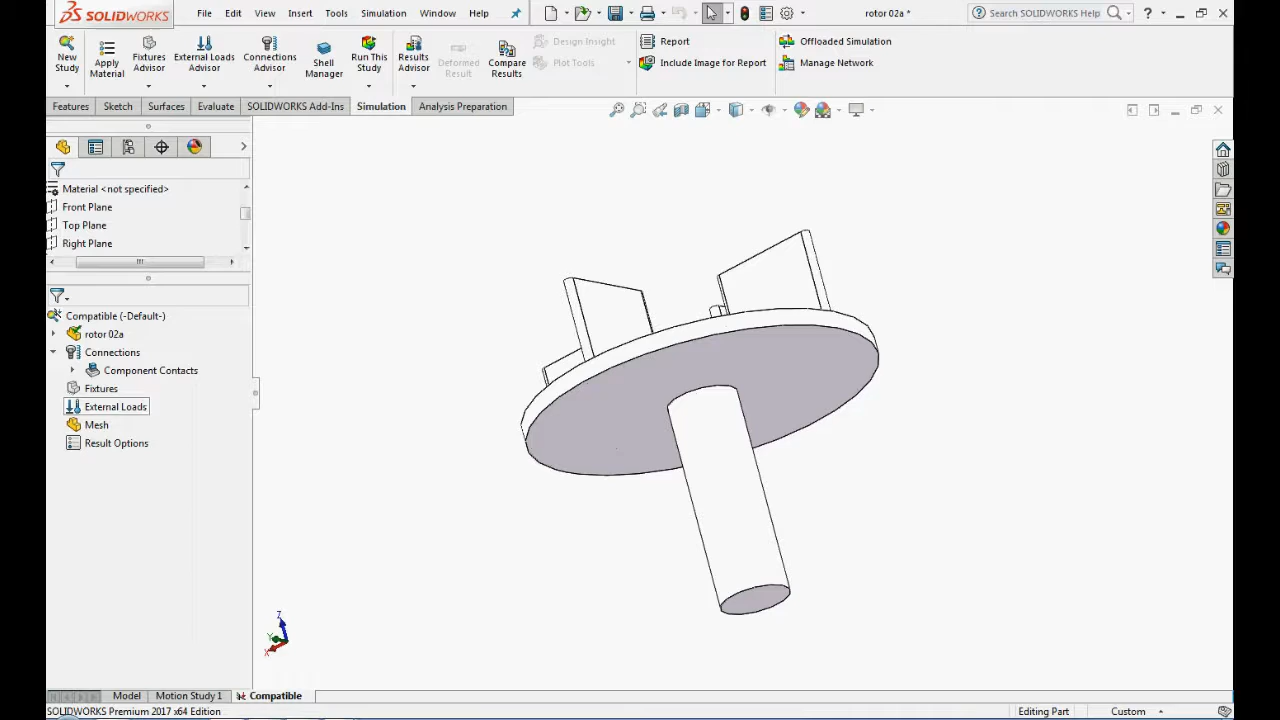 SOLIDWORKS File Edit View Insert Tools Simulation Window Help rotor 02a * Search SOLIDWORKS Help ?
New Study
Apply Material
Fixtures Advisor
External Loads Advisor
Connections Advisor
Shell Manager
Run This Study
Results Advisor
Deformed Result
Compare Results
Design Insight
Plot Tools
Report
Include Image for Report
Offloaded Simulation
Manage Network
Features Sketch Surfaces Evaluate SOLIDWORKS Add-Ins Simulation Analysis Preparation
Material <not specified>
Front Plane
Top Plane
Right Plane
Compatible (-Default-)
rotor 02a
Connections
Component Contacts
Fixtures
External Loads
Mesh
Result Options
Z
Y
X
Model Motion Study 1 Compatible
SOLIDWORKS Premium 2017 x64 Edition Editing Part Custom